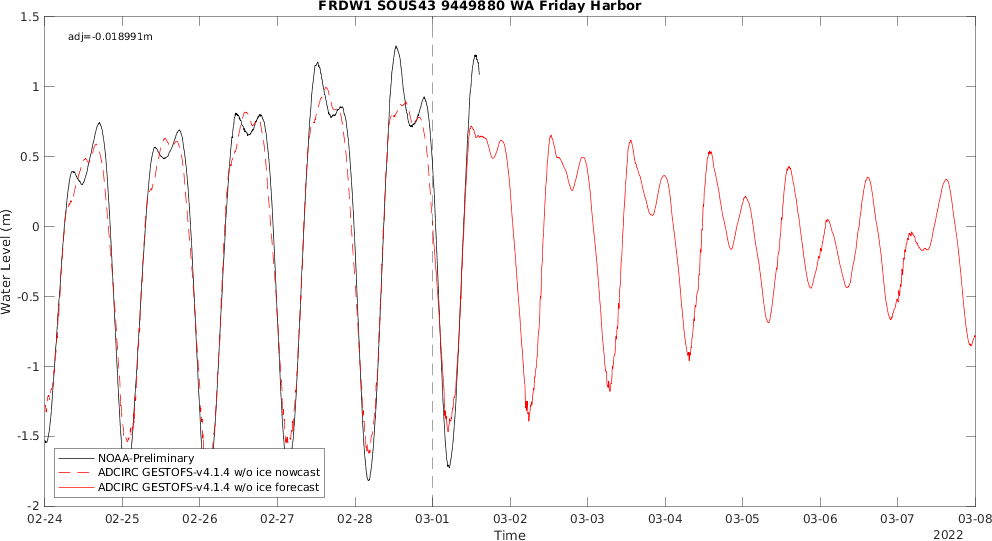 FRDW1 SOUS43 9449880 WA Friday Harbor
adj=-0.018991m
1.5
1
0.5
0
-0.5
-1
-1.5
-2
Water Level (m)
NOAA-Preliminary
ADCIRC GESTOFS-v4.1.4 w/o ice nowcast
ADCIRC GESTOFS-v4.1.4 w/o ice forecast
02-24 02-25 02-26 02-27 02-28 03-01 03-02 03-03 03-04 03-05 03-06 03-07 03-08
Time
2022